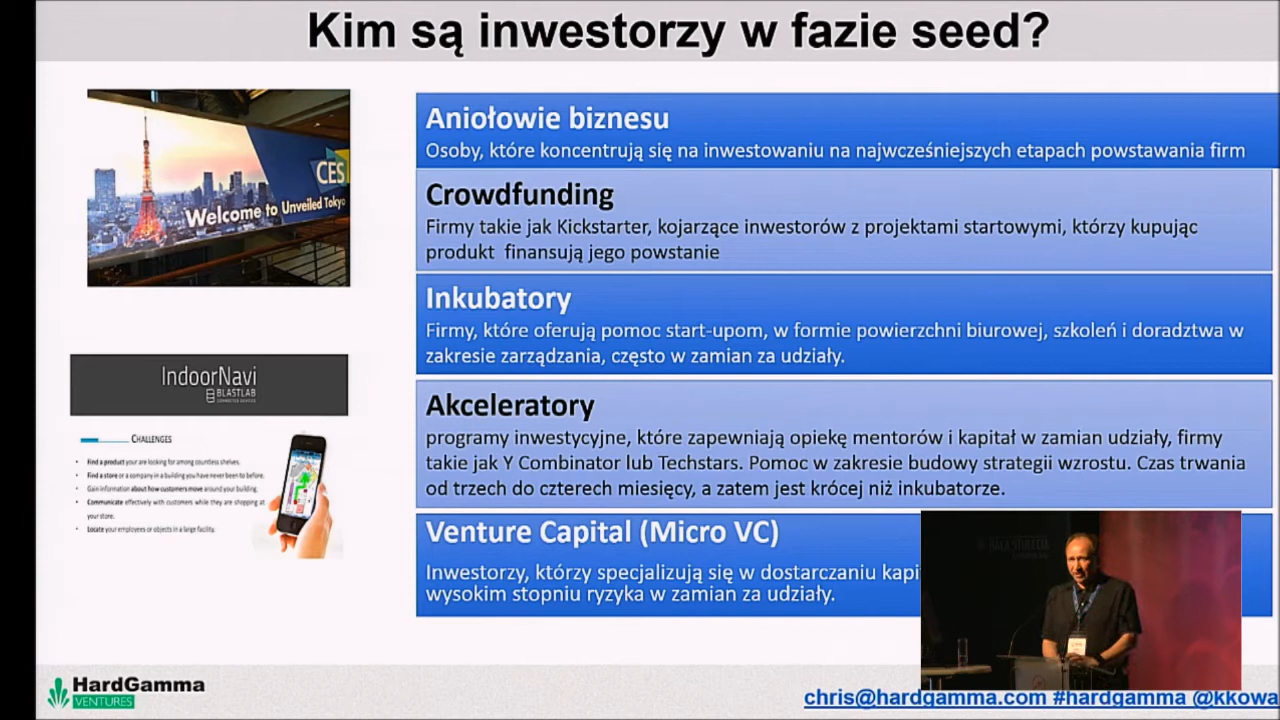 Kim są inwestorzy w fazie seed?
CES
Welcome to Unveiled Tokyo
Aniołowie biznesu
Osoby, które koncentrują się na inwestowaniu na najwcześniejszych etapach powstawania firm
Crowdfunding
Firmy takie jak Kickstarter, kojarzące inwestorów z projektami startowymi, którzy kupując
produkt finansują jego powstanie
Inkubatory
Firmy, które oferują pomoc start-upom, w formie powierzchni biurowej, szkoleń i doradztwa w
zakresie zarządzania, często w zamian za udziały.
IndoorNavi
BLASTLAB
CONNECTED DEVICES
CHALLENGES
• Find a product your are looking for among countless shelves.
• Find a store or a company in a building you have never been to before.
• Gain information about how customers move around your building.
• Communicate effectively with customers while they are shopping at
your store.
• Locate your employees or objects in a large facility.
Akceleratory
programy inwestycyjne, które zapewniają opiekę mentorów i kapitał w zamian udziały, firmy
takie jak Y Combinator lub Techstars. Pomoc w zakresie budowy strategii wzrostu. Czas trwania
od trzech do czterech miesięcy, a zatem jest krócej niż inkubatorze.
Venture Capital (Micro VC)
Inwestorzy, którzy specjalizują się w dostarczaniu kapi
wysokim stopniu ryzyka w zamian za udziały.
HardGamma
VENTURES
chris@hardgamma.com #hardgamma @kkowa